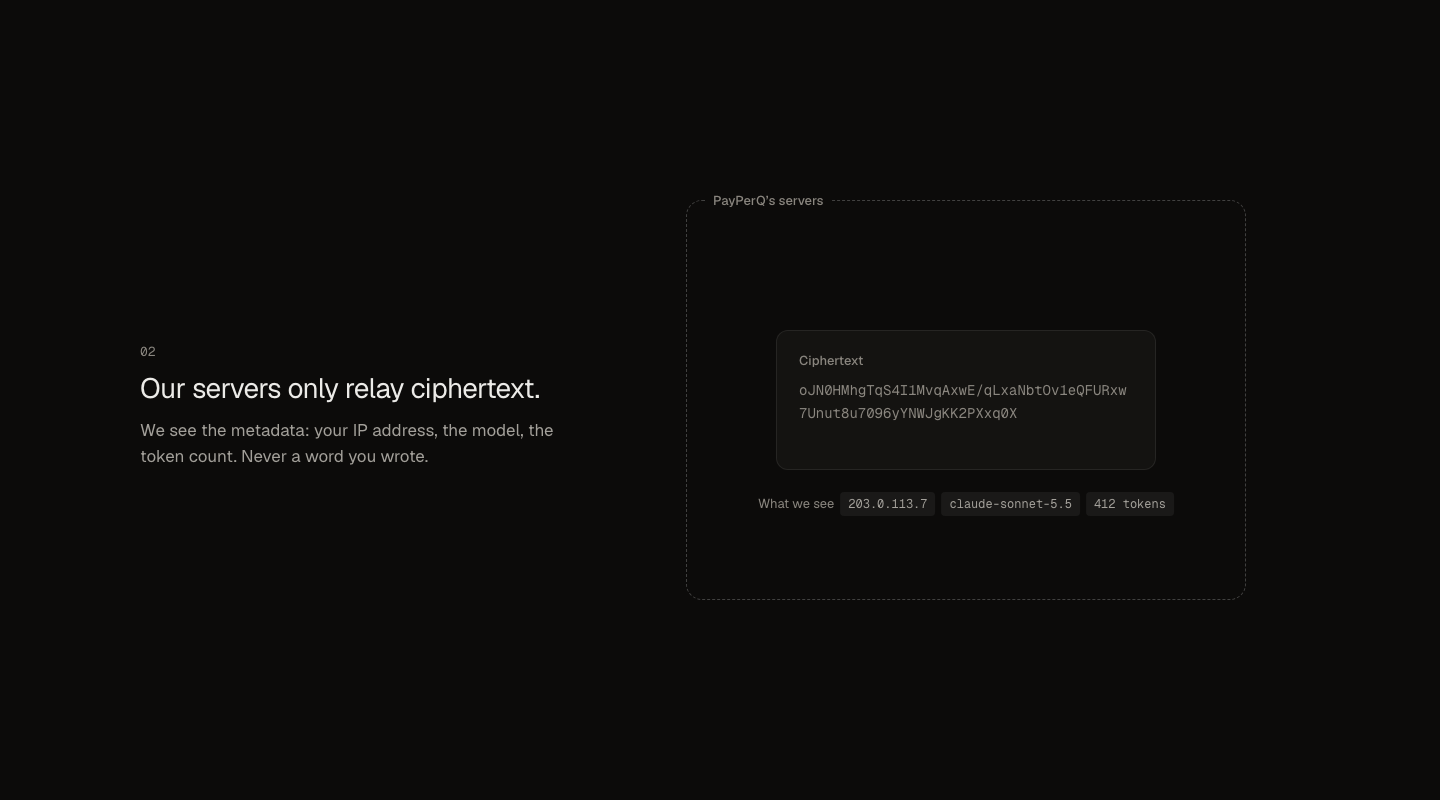 PayPerQ's servers
02
Our servers only relay ciphertext.
We see the metadata: your IP address, the model, the
token count. Never a word you wrote.
Ciphertext
oJN0HMhgTqS4I1MvqAxwE/qLxaNbtOv1eQFURxw
7Unut8u7096yYNWJgKK2PXxq0X
What we see 203.0.113.7 claude-sonnet-5.5 412 tokens